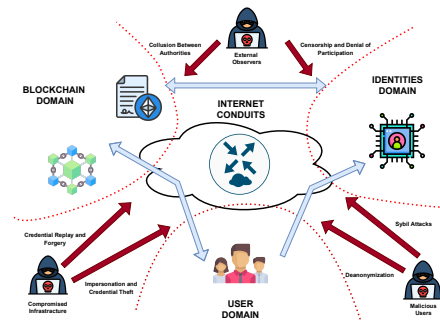 Collusion Between
Authorities
External
Observers
Censorship and Denial of
Participation
BLOCKCHAIN
DOMAIN
INTERNET
CONDUITS
IDENTITIES
DOMAIN
Credential Replay and
Forgery
Sybil Attacks
Impersonation and
Credential Theft
Deanonymization
Compromised
Infrastracture
USER
DOMAIN
Malicious
Users